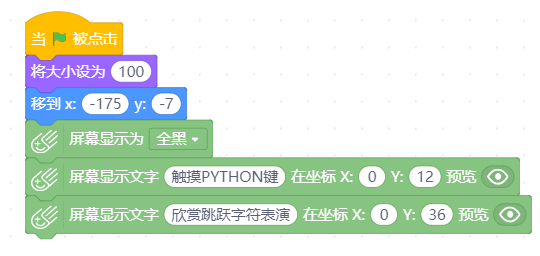 当 被点击
将大小设为 100
移到 x: -175 y: -7
屏幕显示为 全黑
屏幕显示文字 触摸PYTHON键 在坐标 X: 0 Y: 12 预览
屏幕显示文字 欣赏跳跃字符表演 在坐标 X: 0 Y: 36 预览